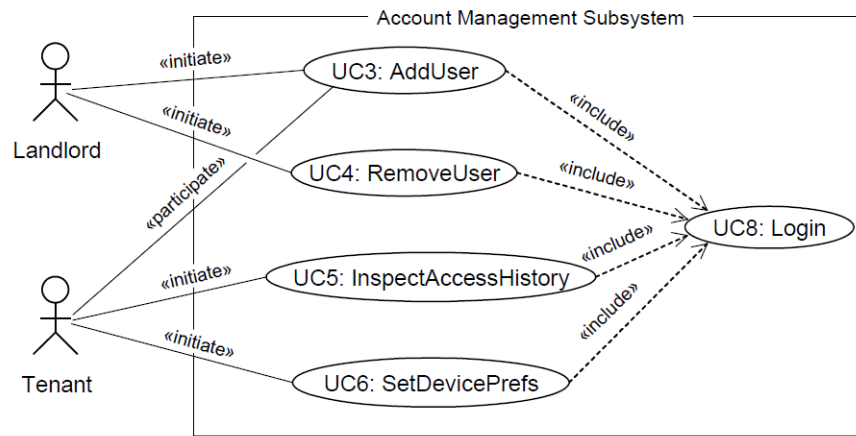 Account Management Subsystem
«initiate»
UC3: AddUser
«include»
Landlord
«initiate»
UC4: RemoveUser
«include»
«participate»
UC8: Login
«include»
«initiate»
UC5: InspectAccessHistory
«include»
«initiate»
UC6: SetDevicePrefs
Tenant